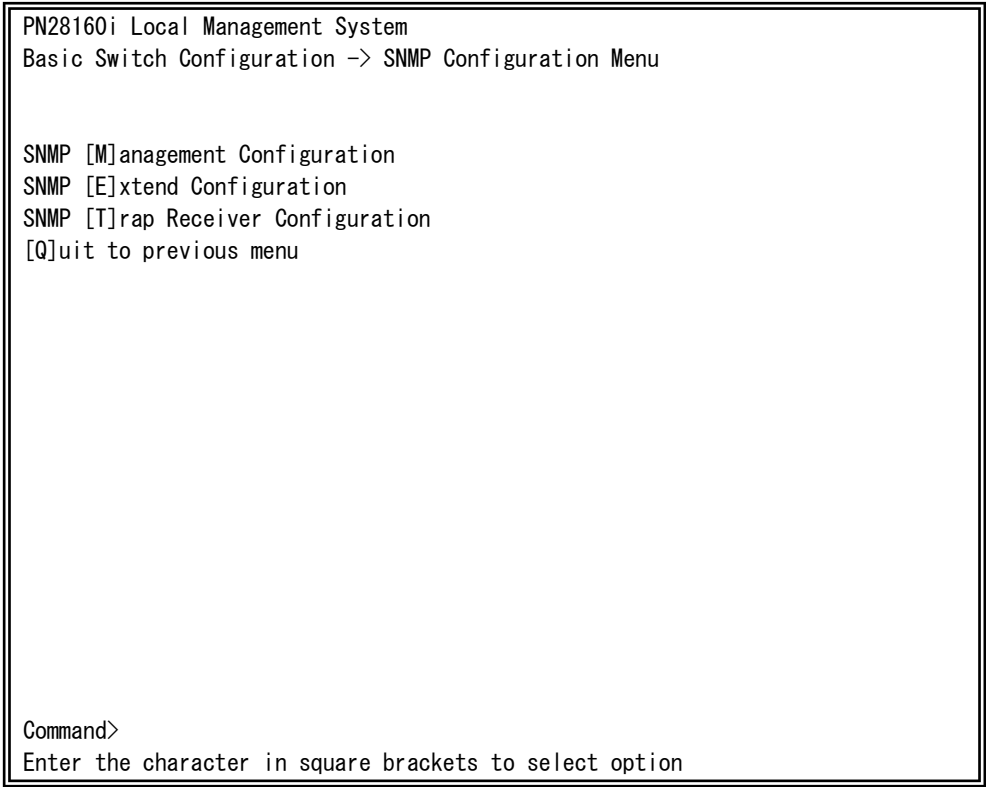 PN28160i Local Management System
Basic Switch Configuration -> SNMP Configuration Menu
SNMP [M]anagement Configuration
SNMP [E]xtend Configuration
SNMP [T]rap Receiver Configuration
[Q]uit to previous menu
Command>
Enter the character in square brackets to select option